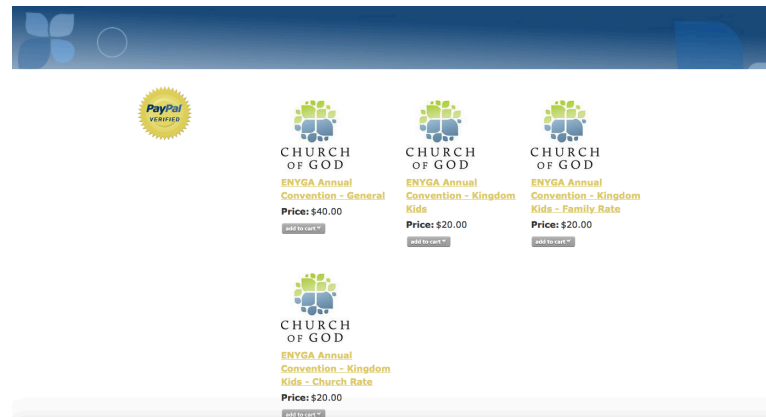 PayPal
VERIFIED
CHURCH
OF GOD
ENYGA Annual
Convention - General
Price: $40.00
add to cart
CHURCH
OF GOD
ENYGA Annual
Convention - Kingdom
Kids
Price: $20.00
add to cart
CHURCH
OF GOD
ENYGA Annual
Convention - Kingdom
Kids - Family Rate
Price: $20.00
add to cart
CHURCH
OF GOD
ENYGA Annual
Convention - Kingdom
Kids - Church Rate
Price: $20.00
add to cart